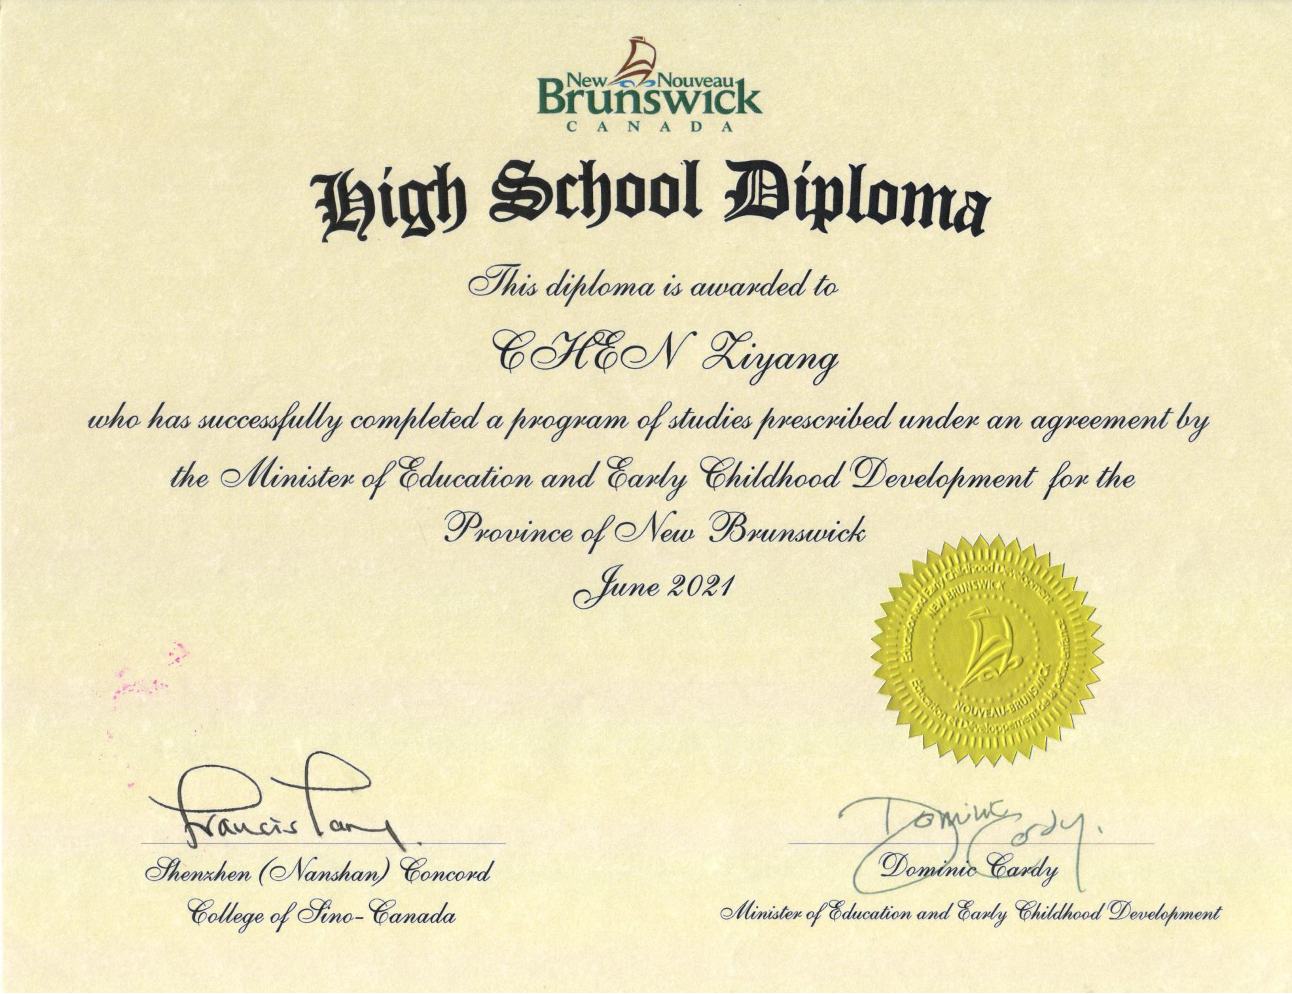 New Nouveau
Brunswick
CANADA
High School Diploma
This diploma is awarded to
CHEN Ziyang
who has successfully completed a program of studies prescribed under an agreement by
the Minister of Education and Early Childhood Development for the
Province of New Brunswick
June 2021
Education and Early Childhood Development
NEW BRUNSWICK
NOUVEAU-BRUNSWICK
Éducation et Développement de la petite enfance
Francis Pang
Dominic Cardy
Shenzhen (Nanshan) Concord
College of Sino-Canada
Dominic Cardy
Minister of Education and Early Childhood Development